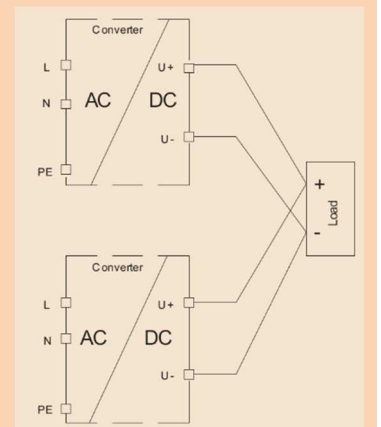 Converter
L
U+
N
AC
DC
U-
PE
+
Load
-
Converter
L
U+
N
AC
DC
U-
PE